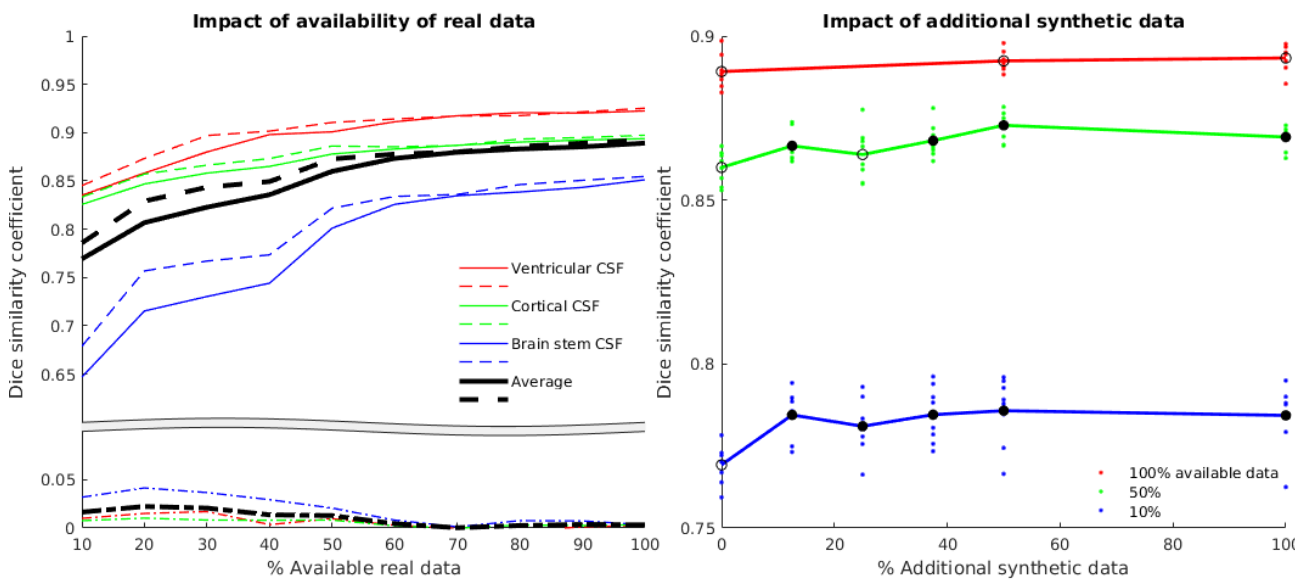 Impact of availability of real data
1
0.95
0.9
0.85
0.8
0.75
0.7
0.65
0.05
0
Dice similarity coefficient
Ventricular CSF
Cortical CSF
Brain stem CSF
Average
10 20 30 40 50 60 70 80 90 100
% Available real data
Impact of additional synthetic data
0.9
0.85
0.8
0.75
Dice similarity coefficient
100% available data
50%
10%
0 20 40 60 80 100
% Additional synthetic data